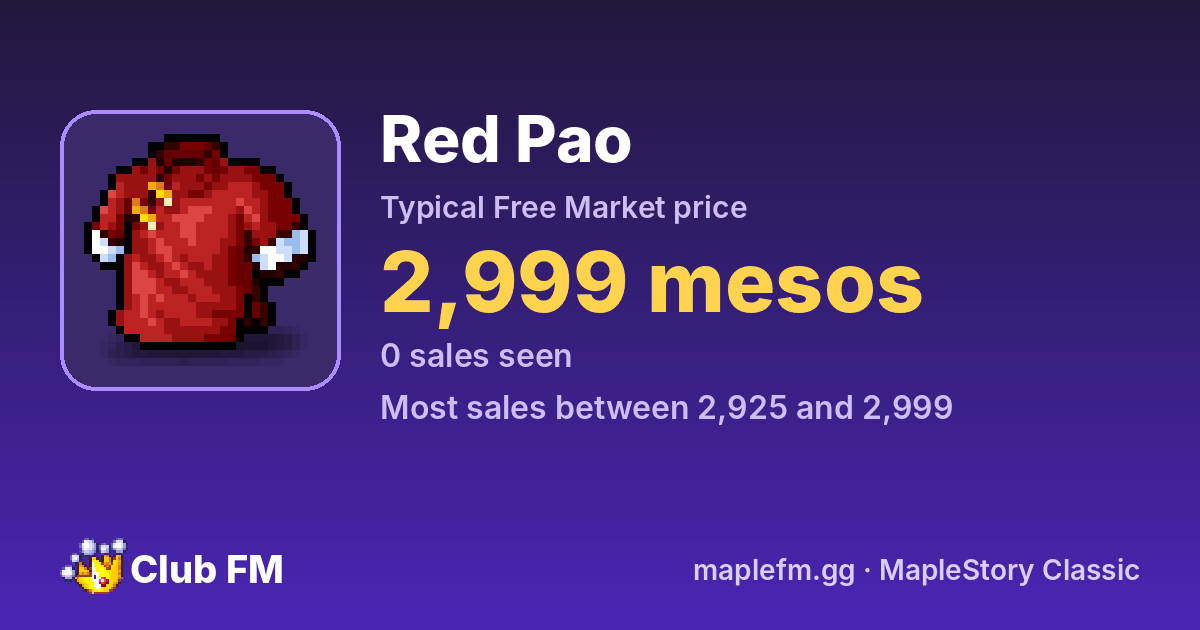 Red Pao
Typical Free Market price
2,999 mesos
0 sales seen
Most sales between 2,925 and 2,999
Club FM
maplefm.gg · MapleStory Classic